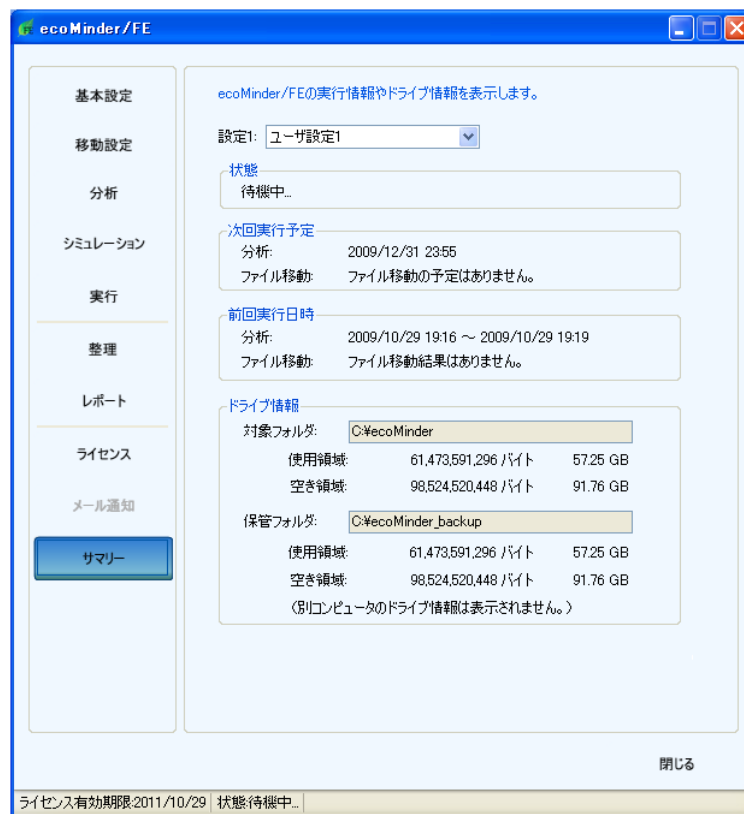 ecoMinder/FE
基本設定
移動設定
分析
シミュレーション
実行
整理
レポート
ライセンス
メール通知
サマリー
ecoMinder/FEの実行情報やドライブ情報を表示します。
設定1: ユーザ設定1
状態
待機中...
次回実行予定
分析: 2009/12/31 23:55
ファイル移動: ファイル移動の予定はありません。
前回実行日時
分析: 2009/10/29 19:16 ～ 2009/10/29 19:19
ファイル移動: ファイル移動結果はありません。
ドライブ情報
対象フォルダ: C:¥ecoMinder
使用領域: 61,473,591,296 バイト 57.25 GB
空き領域: 98,524,520,448 バイト 91.76 GB
保管フォルダ: C:¥ecoMinder_backup
使用領域: 61,473,591,296 バイト 57.25 GB
空き領域: 98,524,520,448 バイト 91.76 GB
（別コンピュータのドライブ情報は表示されません。）
閉じる
ライセンス有効期限:2011/10/29 状態:待機中...